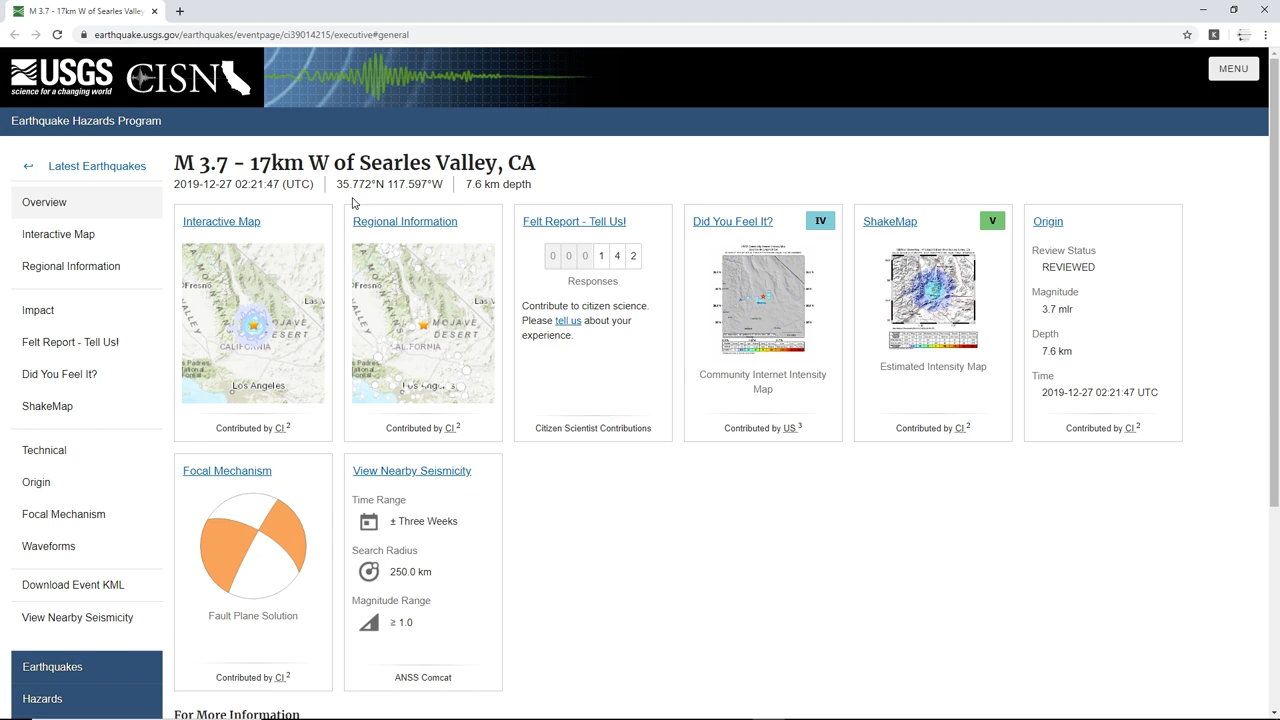 M 3.7 - 17km W of Searles Valley
earthquake.usgs.gov/earthquakes/eventpage/ci39014215/executive#general
USGS
science for a changing world
CISN
MENU
Earthquake Hazards Program
Latest Earthquakes
Overview
Interactive Map
Regional Information
Impact
Felt Report - Tell Us!
Did You Feel It?
ShakeMap
Technical
Origin
Focal Mechanism
Waveforms
Download Event KML
View Nearby Seismicity
Earthquakes
Hazards
M 3.7 - 17km W of Searles Valley, CA
2019-12-27 02:21:47 (UTC) 35.772°N 117.597°W 7.6 km depth
Interactive Map
Fresno
Las V
VALLEY
MOJAVE
DESERT
CALIFORNIA
Los Angeles
Contributed by CI 2
Regional Information
Fresno
MOJAVE
DESERT
Contributed by CI 2
Felt Report - Tell Us!
0 0 0 1 4 2
Responses
Contribute to citizen science.
Please tell us about your
experience.
Citizen Scientist Contributions
Did You Feel It? IV
Community Internet Intensity
Map
Contributed by US 3
ShakeMap V
Estimated Intensity Map
Contributed by CI 2
Origin
Review Status
REVIEWED
Magnitude
3.7 mlr
Depth
7.6 km
Time
2019-12-27 02:21:47 UTC
Contributed by CI 2
Focal Mechanism
Fault Plane Solution
Contributed by CI 2
View Nearby Seismicity
Time Range
± Three Weeks
Search Radius
250.0 km
Magnitude Range
≥ 1.0
ANSS Comcat
For More Information